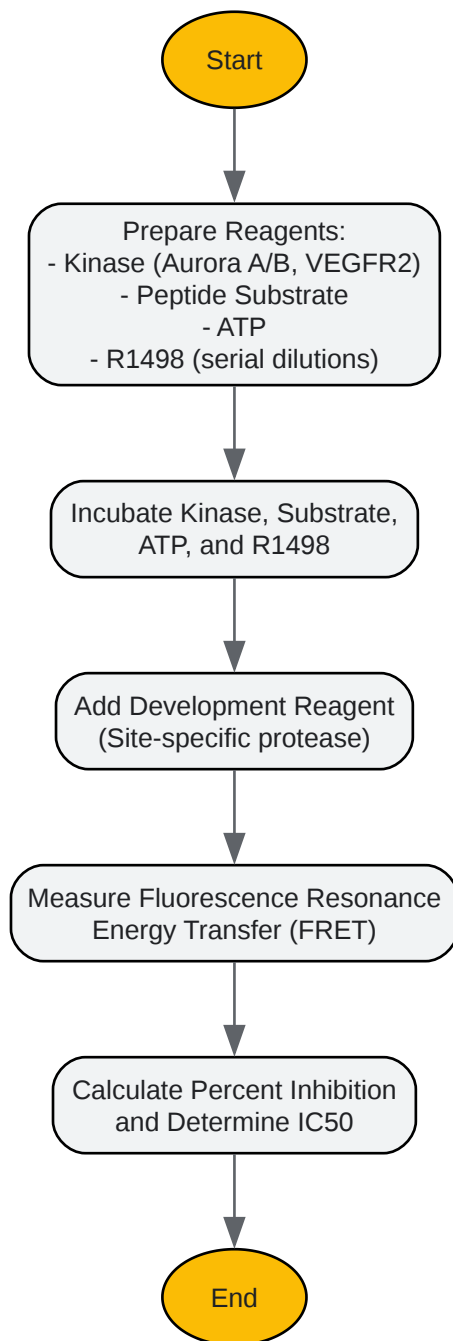 Start
Prepare Reagents:
- Kinase (Aurora A/B, VEGFR2)
- Peptide Substrate
- ATP
- R1498 (serial dilutions)
Incubate Kinase, Substrate,
ATP, and R1498
Add Development Reagent
(Site-specific protease)
Measure Fluorescence Resonance
Energy Transfer (FRET)
Calculate Percent Inhibition
and Determine IC50
End